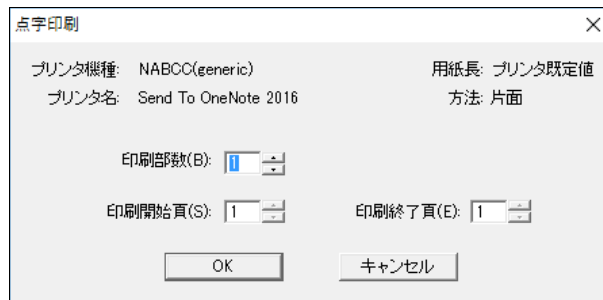 点字印刷
プリンタ機種: NABCC(generic) 用紙長: プリンタ既定値
プリンタ名: Send To OneNote 2016 方法: 片面
印刷部数(B): 1
印刷開始頁(S): 1 印刷終了頁(E): 1
OK キャンセル